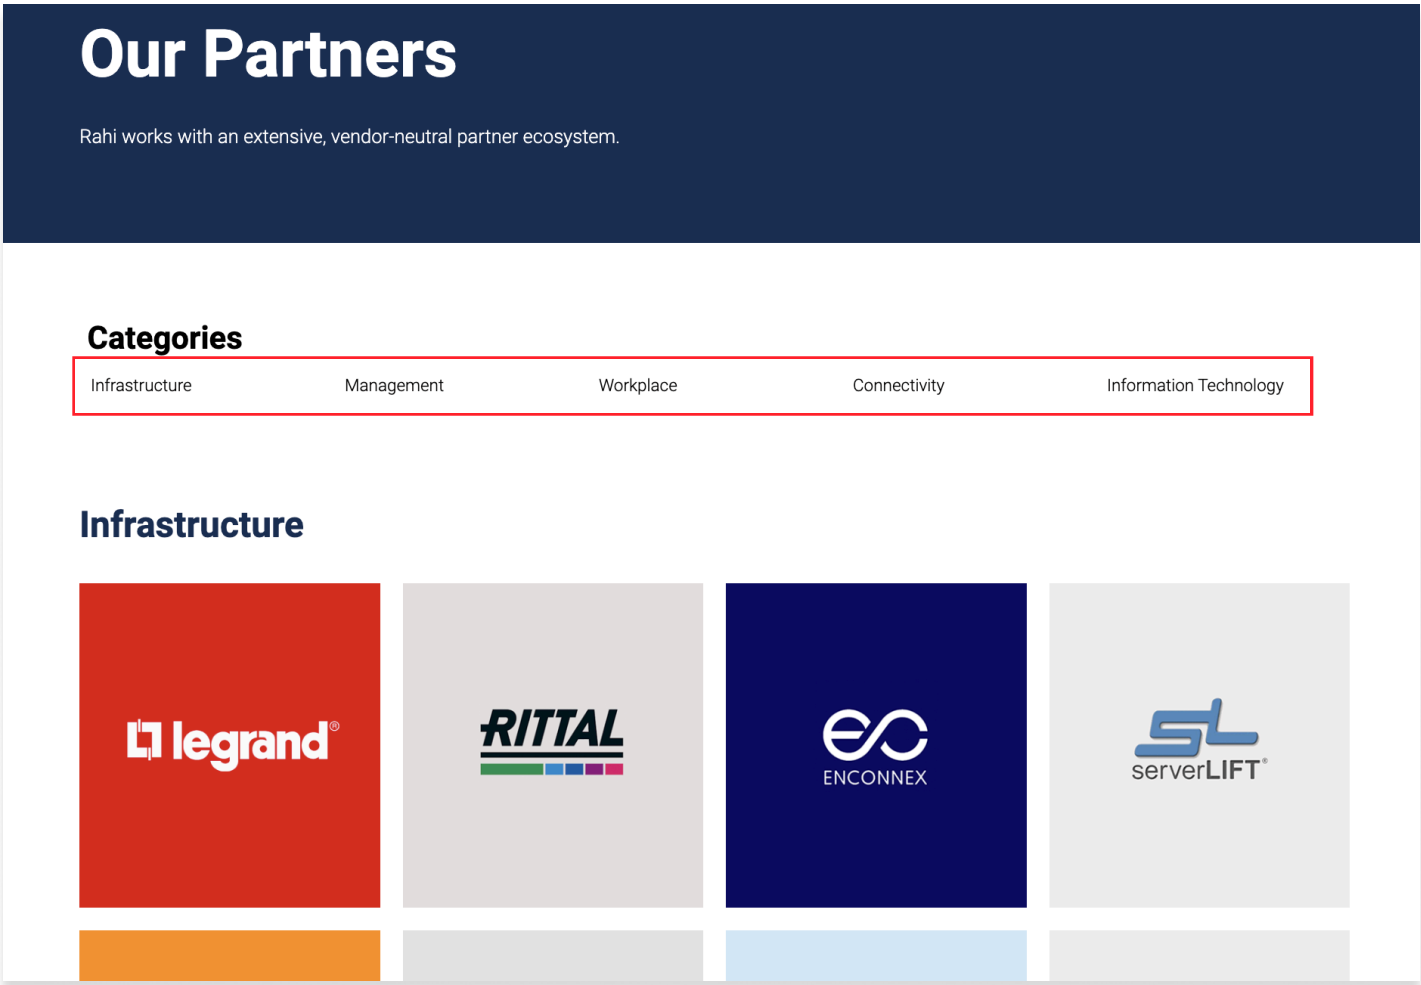 Our Partners
Rahi works with an extensive, vendor-neutral partner ecosystem.
Categories
Infrastructure Management Workplace Connectivity Information Technology
Infrastructure
legrand®
RITTAL
ENCONNEX
SL
serverLIFT®